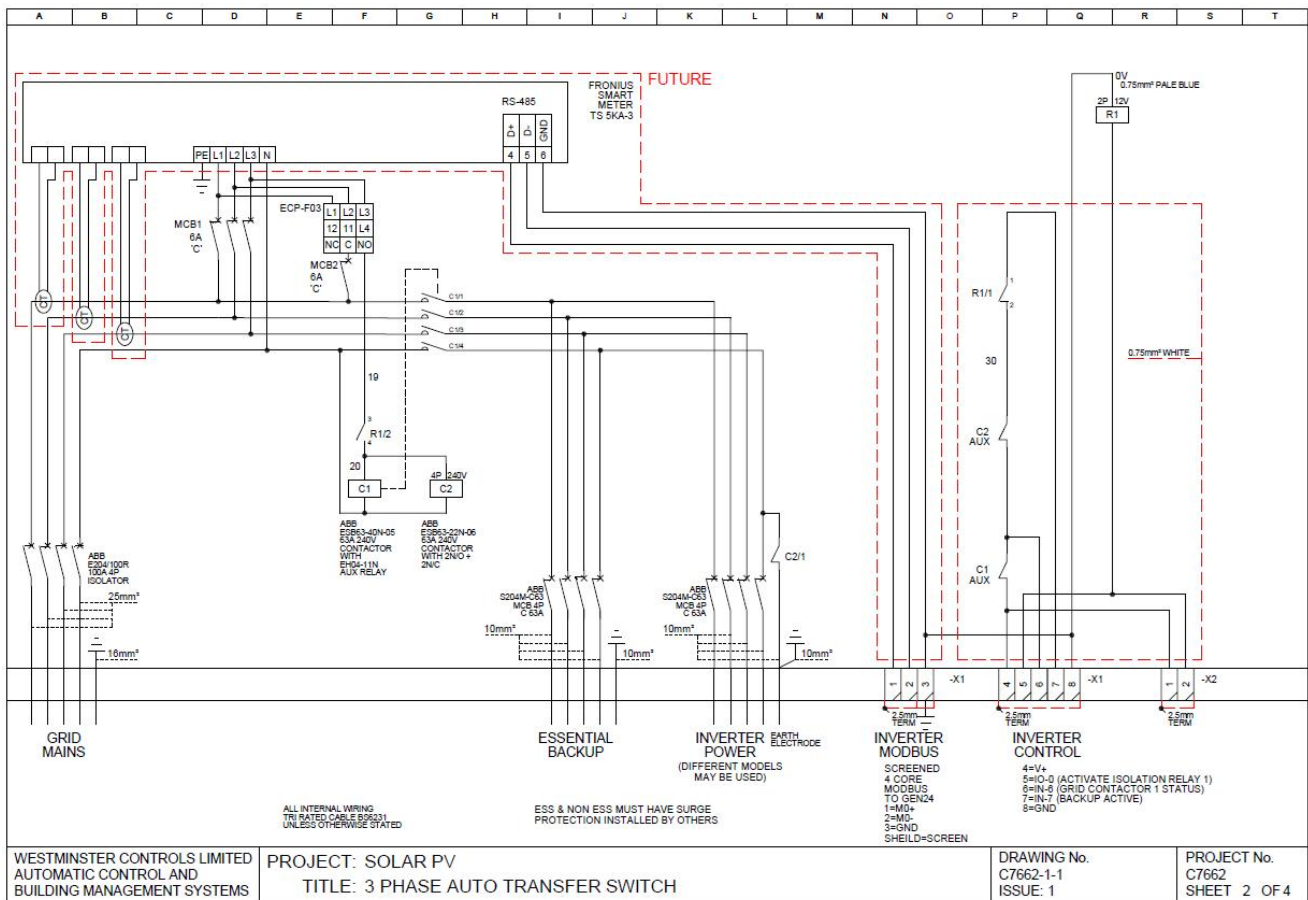 A B C D E F G H I J K L M N O P Q R S T
FUTURE
FRONIUS
SMART
METER
TS 5KA-3
RS-485
D+ D- GND
4 5 6
0V
0.75mm² PALE BLUE
2P 12V
R1
PE L1 L2 L3 N
ECP-F03
L1 L2 L3
12 11 L4
NC C NO
MCB1
6A
'C'
MCB2
6A
'C'
CT
CT
CT
C1/1
C1/2
C1/3
C1/4
R1/1
1
2
30
0.75mm² WHITE
19
3
R1/2
4
20
C2
AUX
4P 240V
C1
C2
ABB
ESB63-40N-05
63A 240V
CONTACTOR
WITH
EH04-11N
AUX RELAY
ABB
ESB63-22N-06
63A 240V
CONTACTOR
WITH 2N/O +
2N/C
C2/1
C1
AUX
ABB
E204/100R
100A 4P
ISOLATOR
25mm²
16mm²
ABB
S204M-C63
MCB 4P
C 63A
10mm²
10mm²
ABB
S204M-C63
MCB 4P
C 63A
10mm²
10mm²
1 2 3
-X1
4 5 6 7 8
-X1
1 2
-X2
2.5mm
TERM
2.5mm
TERM
2.5mm
TERM
GRID
MAINS
ESSENTIAL
BACKUP
INVERTER
POWER
(DIFFERENT MODELS
MAY BE USED)
EARTH
ELECTRODE
INVERTER
MODBUS
SCREENED
4 CORE
MODBUS
TO GEN24
1=M0+
2=M0-
3=GND
SHEILD=SCREEN
INVERTER
CONTROL
4=V+
5=IO-0 (ACTIVATE ISOLATION RELAY 1)
6=IN-6 (GRID CONTACTOR 1 STATUS)
7=IN-7 (BACKUP ACTIVE)
8=GND
ALL INTERNAL WIRING
TRI RATED CABLE BS6231
UNLESS OTHERWISE STATED
ESS & NON ESS MUST HAVE SURGE
PROTECTION INSTALLED BY OTHERS
WESTMINSTER CONTROLS LIMITED
AUTOMATIC CONTROL AND
BUILDING MANAGEMENT SYSTEMS
PROJECT: SOLAR PV
TITLE: 3 PHASE AUTO TRANSFER SWITCH
DRAWING No.
C7662-1-1
ISSUE: 1
PROJECT No.
C7662
SHEET 2 OF 4